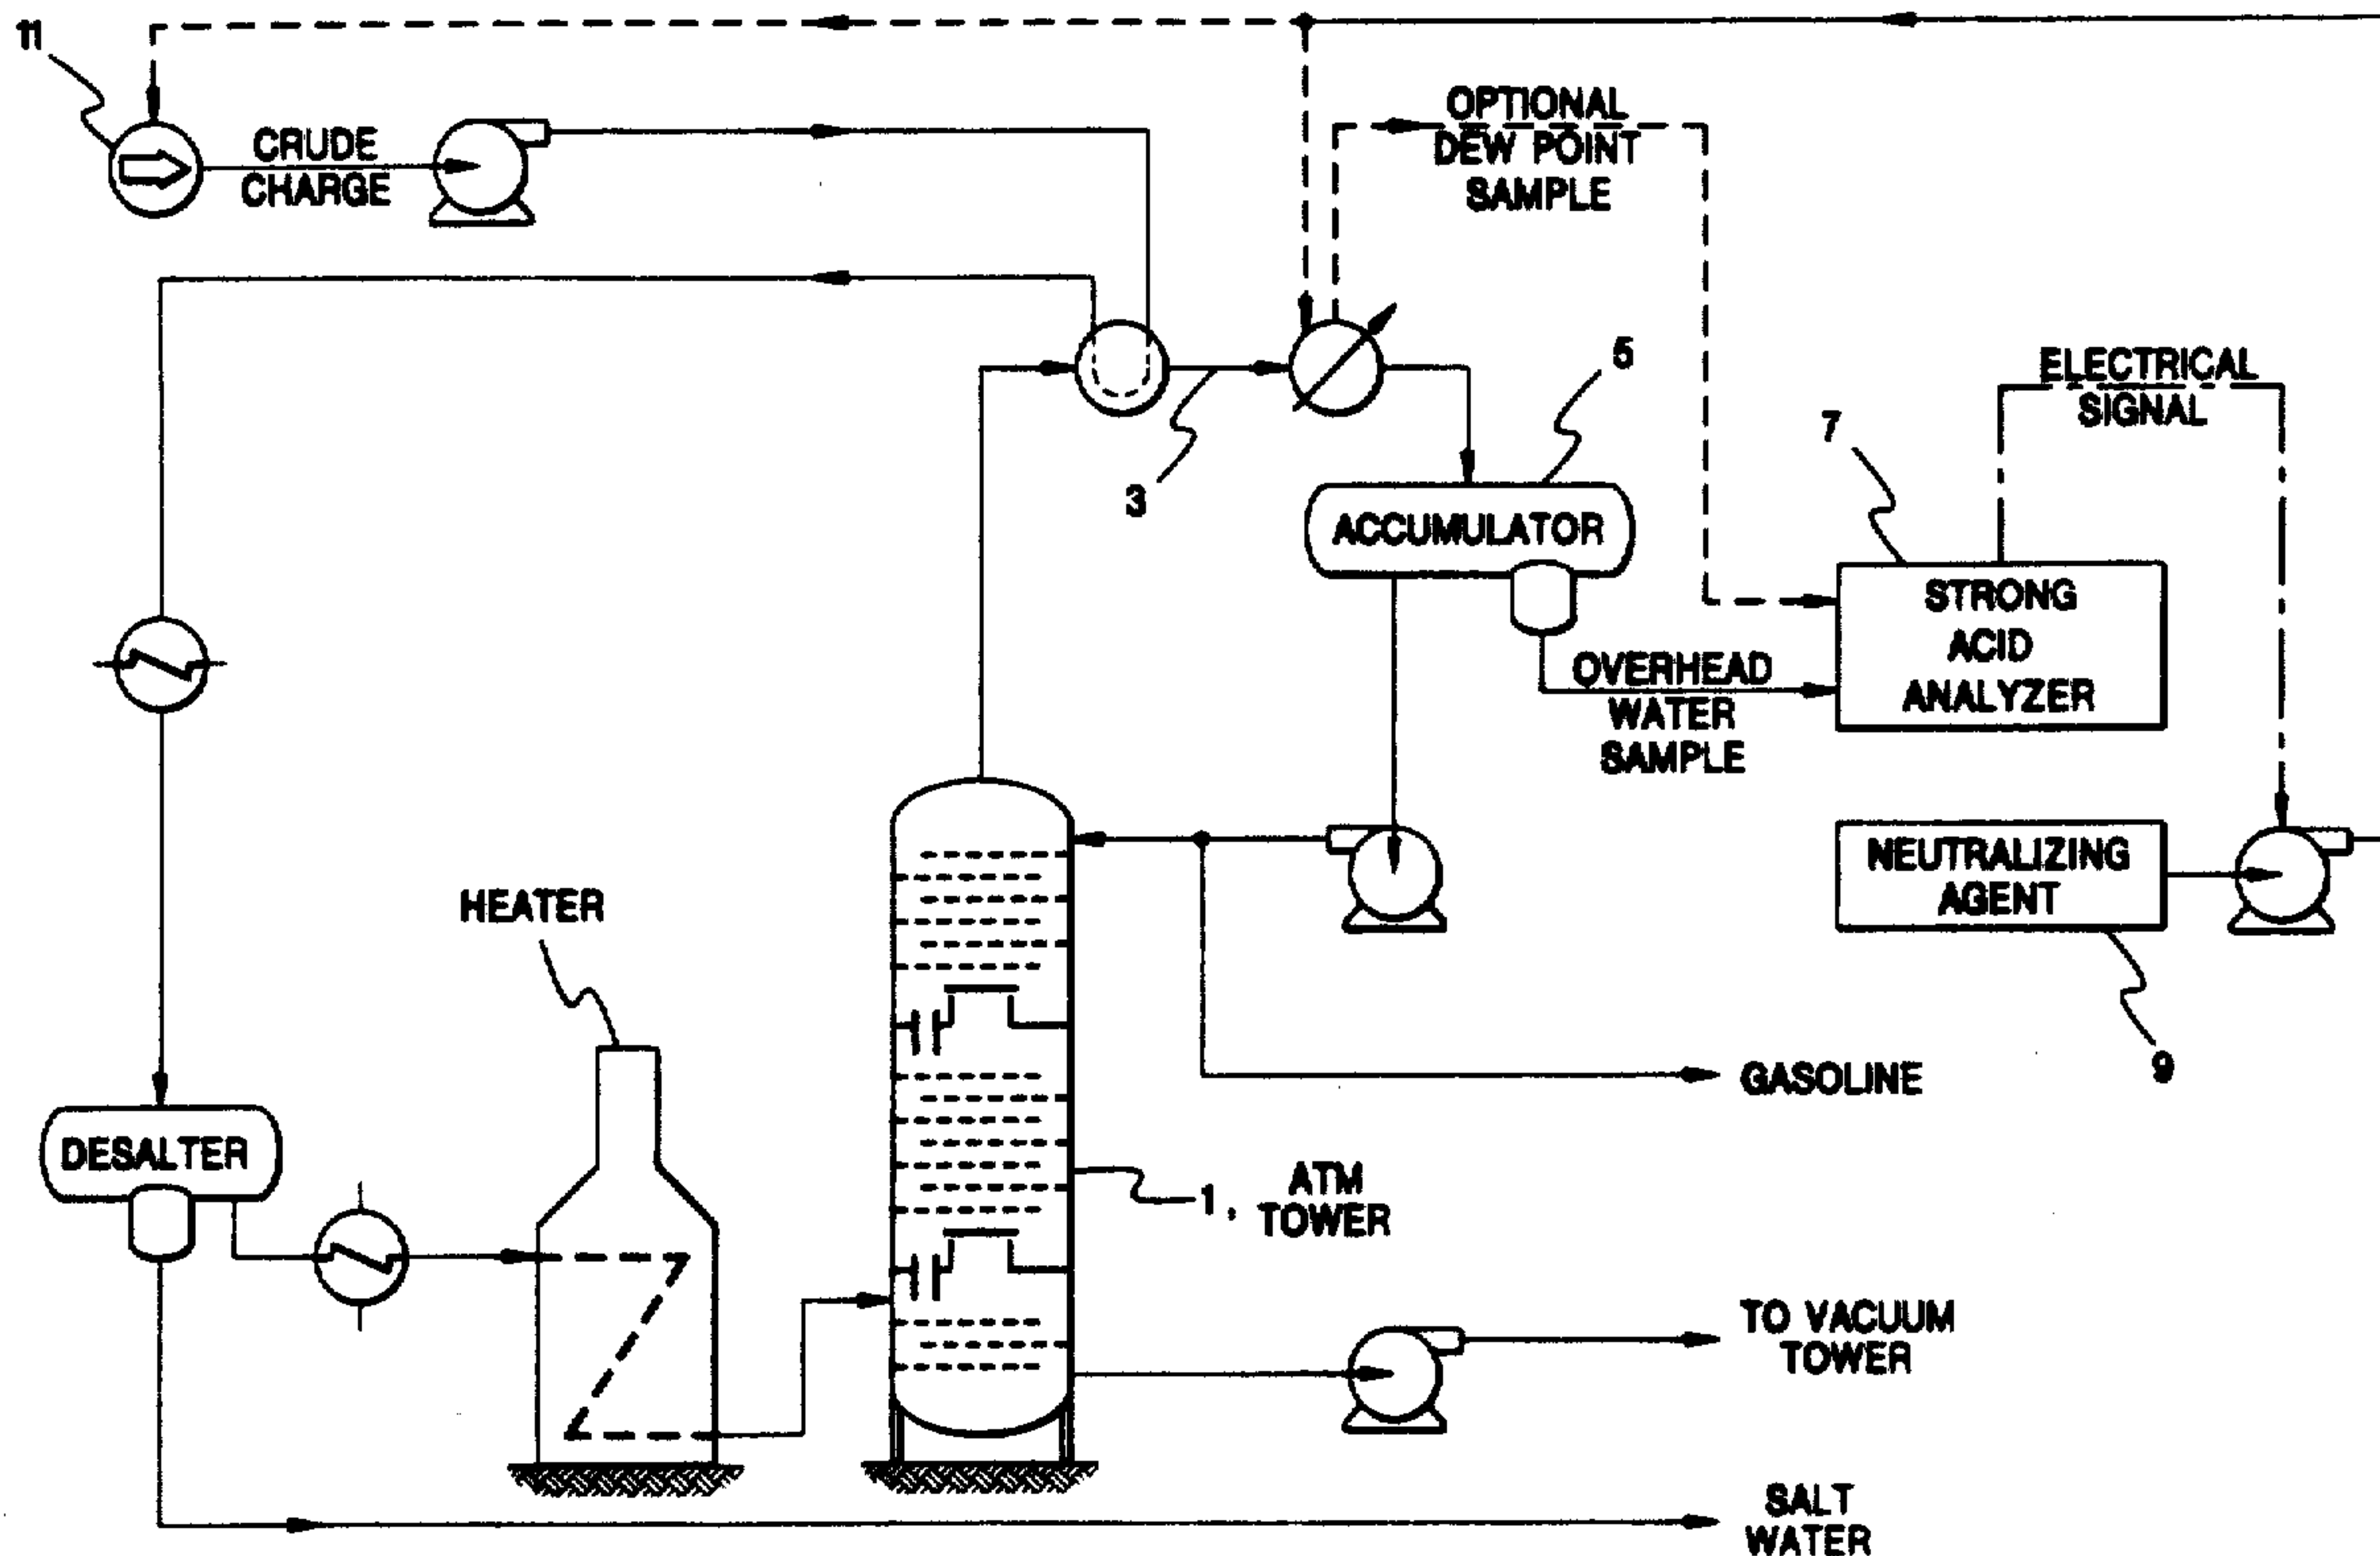 11
CRUDE
CHARGE
OPTIONAL
DEW POINT
SAMPLE
3
5
7
ELECTRICAL
SIGNAL
ACCUMULATOR
STRONG
ACID
ANALYZER
OVERHEAD
WATER
SAMPLE
NEUTRALIZING
AGENT
9
HEATER
GASOLINE
DESALTER
1, ATM
TOWER
TO VACUUM
TOWER
SALT
WATER